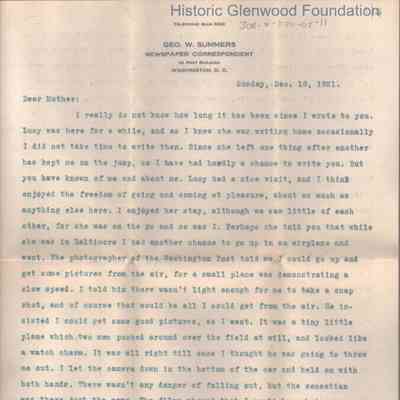 Historic Glenwood Foundation
GEO. W. SUMMERS
NEWSPAPER CORRESPONDENT
WASHINGTON, D. C.
Sunday, Dec. 18, 1921.
Dear Mother:
I really do not know how long it has been since I wrote to you.
Lucy was here for a while, and as I knew she was writing home occasionally
I did not take time to write then. Since she left one thing after another
has kept me on the jump, so I have had hardly a chance to write you. But
you have known of me and about me. Lucy had a nice visit, and I think
enjoyed the freedom of going and coming at pleasure, about as much as
anything else here. I enjoyed her stay, although we saw little of each
other, for she was on the go and so was I. Perhaps she told you that while
she was in Baltimore I had another chance to go up in an airplane and
went. The photographer of the Washington Post told me I could go up and
get some pictures from the air, for a small plane was demonstrating a
slow speed. I told him there wasn't light enough for me to take a snap
shot, and of course that would be all I could get from the air. He in-
sisted I could get some good pictures, so I went. It was a tiny little
plane which two men pushed around over the field at will, and looked like
a watch charm. It was all right till once I thought he was going to throw
me out. I let the camera down in the bottom of the car and held on with
both hands. There wasn't any danger of falling out, but the sensation
was there just the same.